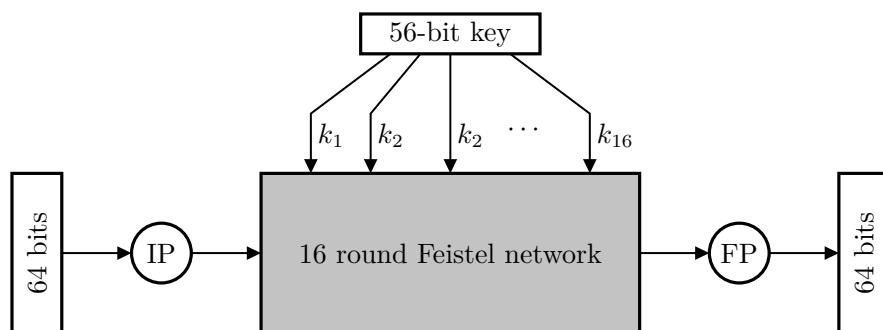 56-bit key
k1 k2 k2 ··· k16
64 bits
IP
16 round Feistel network
FP
64 bits